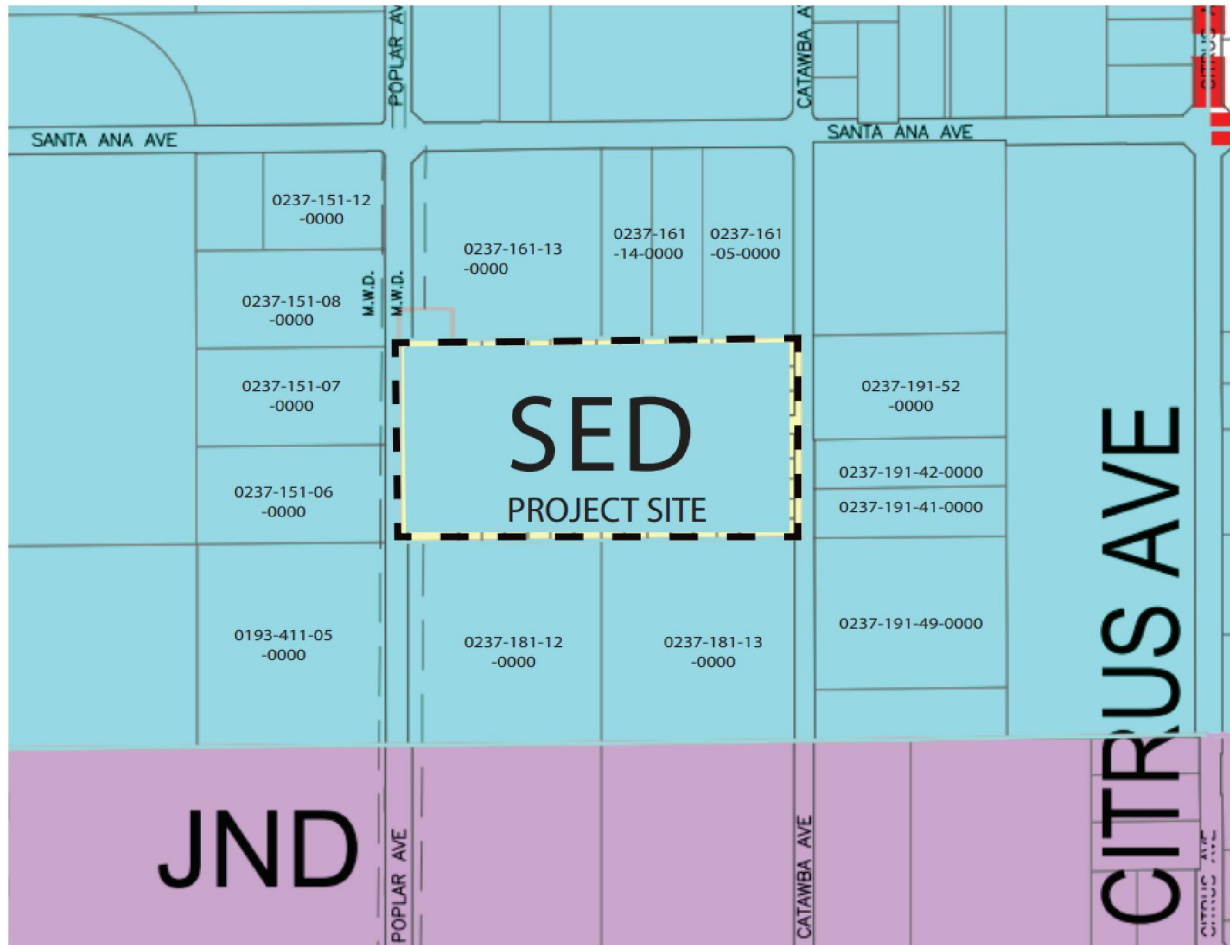 POPLAR AV
CATAWBA A
SANTA ANA AVE
SANTA ANA AVE
0237-151-12
-0000
0237-161-13
-0000
0237-161
-14-0000
0237-161
-05-0000
M.W.D.
M.W.D.
0237-151-08
-0000
0237-151-07
-0000
0237-191-52
-0000
SED
PROJECT SITE
0237-151-06
-0000
0237-191-42-0000
0237-191-41-0000
0193-411-05
-0000
0237-181-12
-0000
0237-181-13
-0000
0237-191-49-0000
CITRUS AVE
JND
POPLAR AVE
CATAWBA AVE
CITRUS AVE